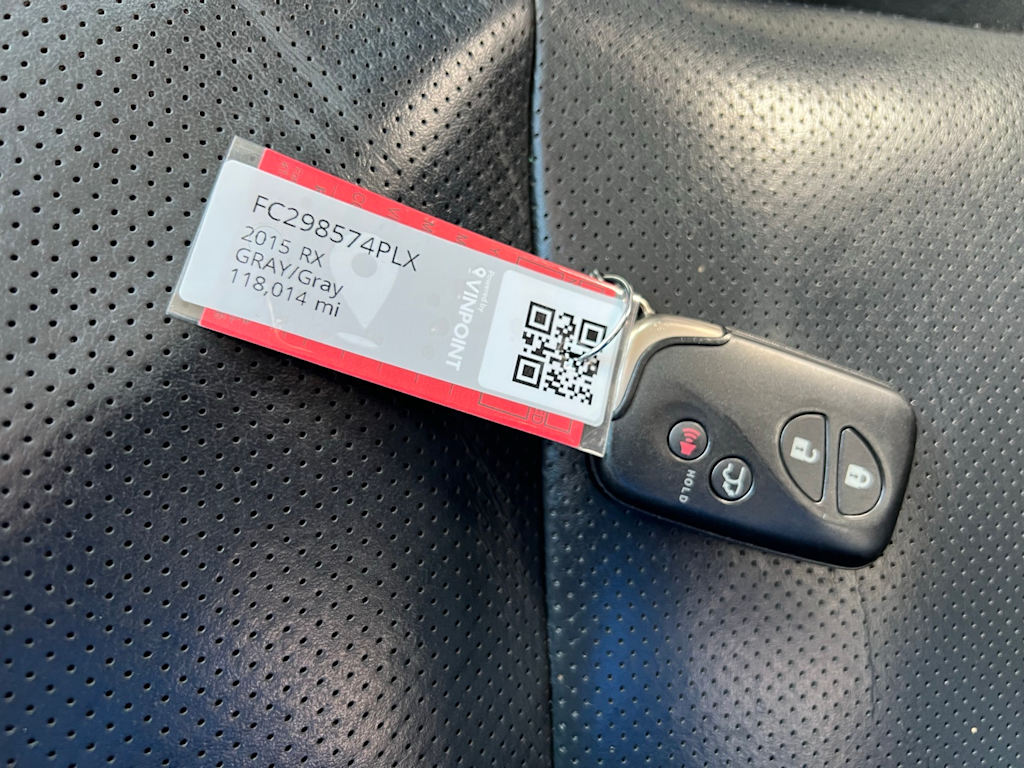 FC298574PLX
2015 RX
GRAY/Gray
118,014 mi
Powered by
VINPOINT
HOLD